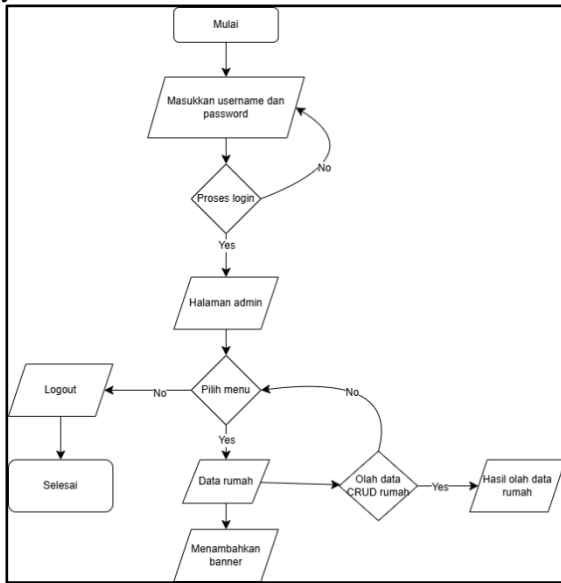 Mulai
Masukkan username dan
password
No
Proses login
Yes
Halaman admin
Logout
No
Pilih menu
No
Yes
Selesai
Data rumah
Olah data
CRUD rumah
Yes
Hasil olah data
rumah
Menambahkan
banner